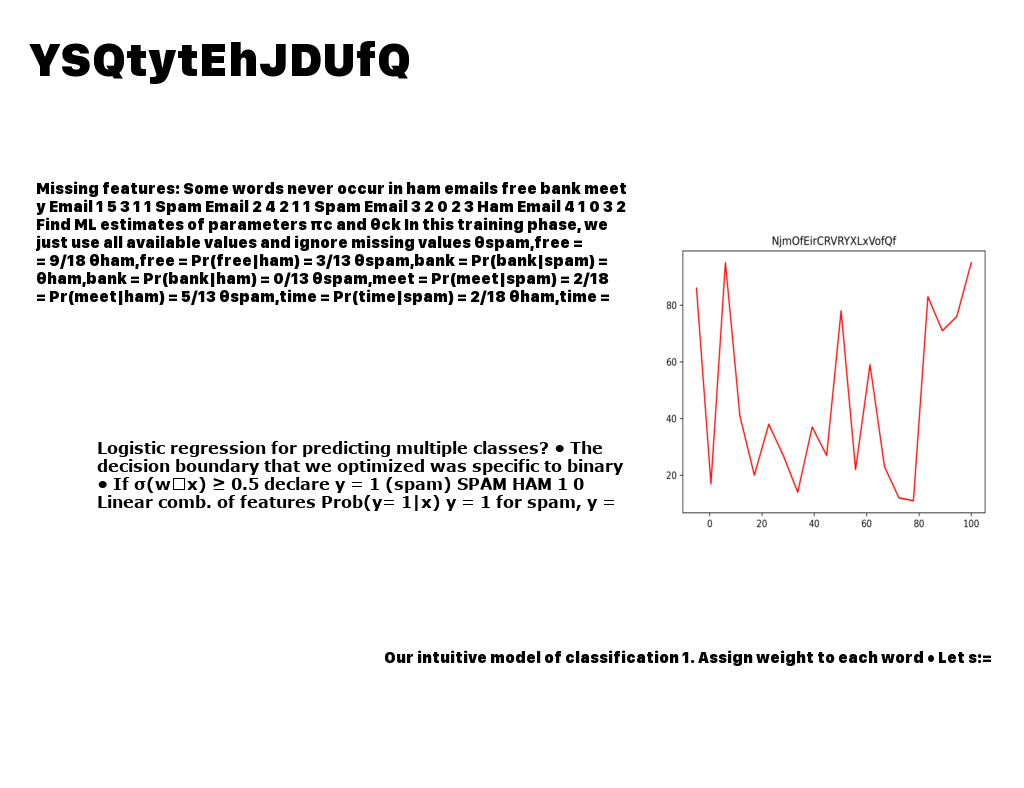 YSQtytEhJDUfQ
Missing features: Some words never occur in ham emails free bank meet
y Email 1 5 3 1 1 Spam Email 2 4 2 1 1 Spam Email 3 2 0 2 3 Ham Email 4 1 0 3 2
Find ML estimates of parameters πc and θck In this training phase, we
just use all available values and ignore missing values θspam,free =
= 9/18 θham,free = Pr(free|ham) = 3/13 θspam,bank = Pr(bank|spam) =
θham,bank = Pr(bank|ham) = 0/13 θspam,meet = Pr(meet|spam) = 2/18
= Pr(meet|ham) = 5/13 θspam,time = Pr(time|spam) = 2/18 θham,time =
NjmOfEirCRVRYXLxVofQf
80
60
40
20
0 20 40 60 80 100
Logistic regression for predicting multiple classes? • The
decision boundary that we optimized was specific to binary
• If σ(w□x) ≥ 0.5 declare y = 1 (spam) SPAM HAM 1 0
Linear comb. of features Prob(y= 1|x) y = 1 for spam, y =
Our intuitive model of classification 1. Assign weight to each word • Let s:=